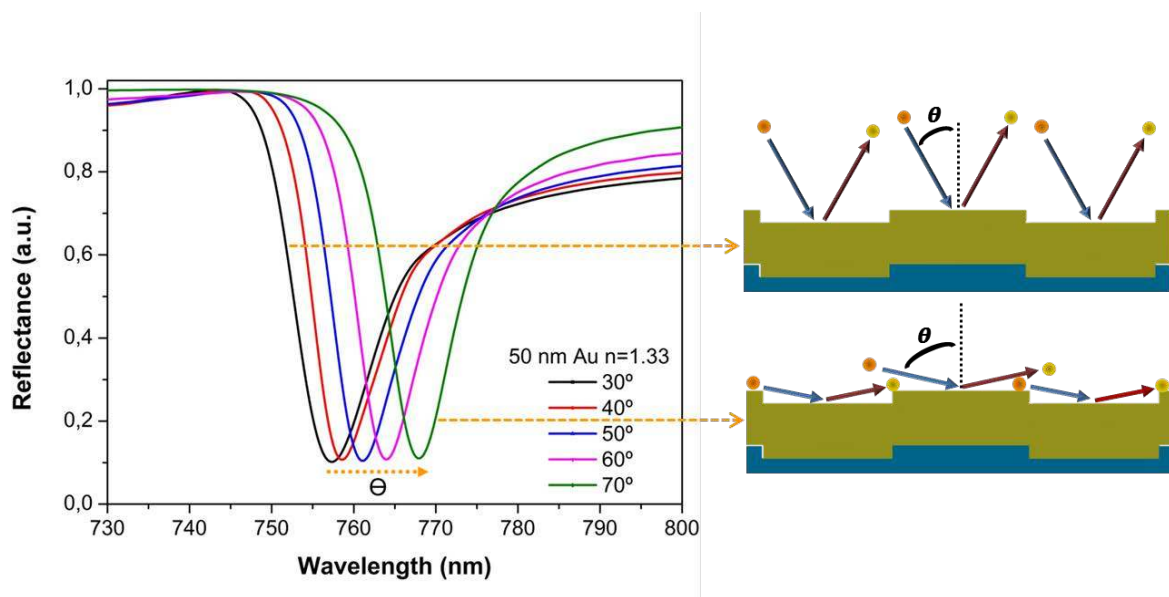 1,0
0,8
0,6
0,4
0,2
0,0
Reflectance (a.u.)
730 740 750 760 770 780 790 800
Wavelength (nm)
50 nm Au n=1.33
30º
40º
50º
60º
70º
Θ
θ
θ